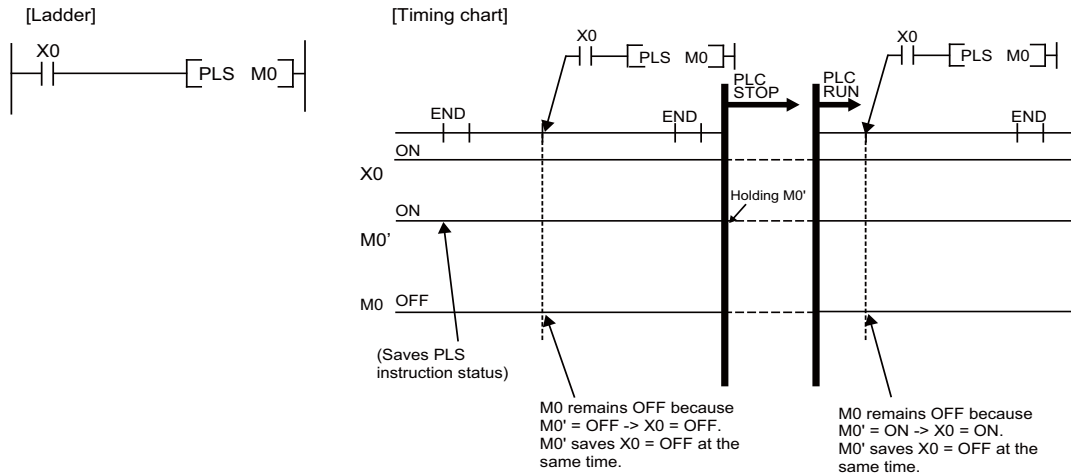 [Ladder]
X0
PLS M0
[Timing chart]
X0
PLS M0
X0
PLS M0
PLC
STOP
PLC
RUN
END
END
END
ON
X0
Holding M0'
ON
M0'
M0 OFF
(Saves PLS
instruction status)
M0 remains OFF because
M0' = OFF -> X0 = OFF.
M0' saves X0 = OFF at the
same time.
M0 remains OFF because
M0' = ON -> X0 = ON.
M0' saves X0 = OFF at the
same time.